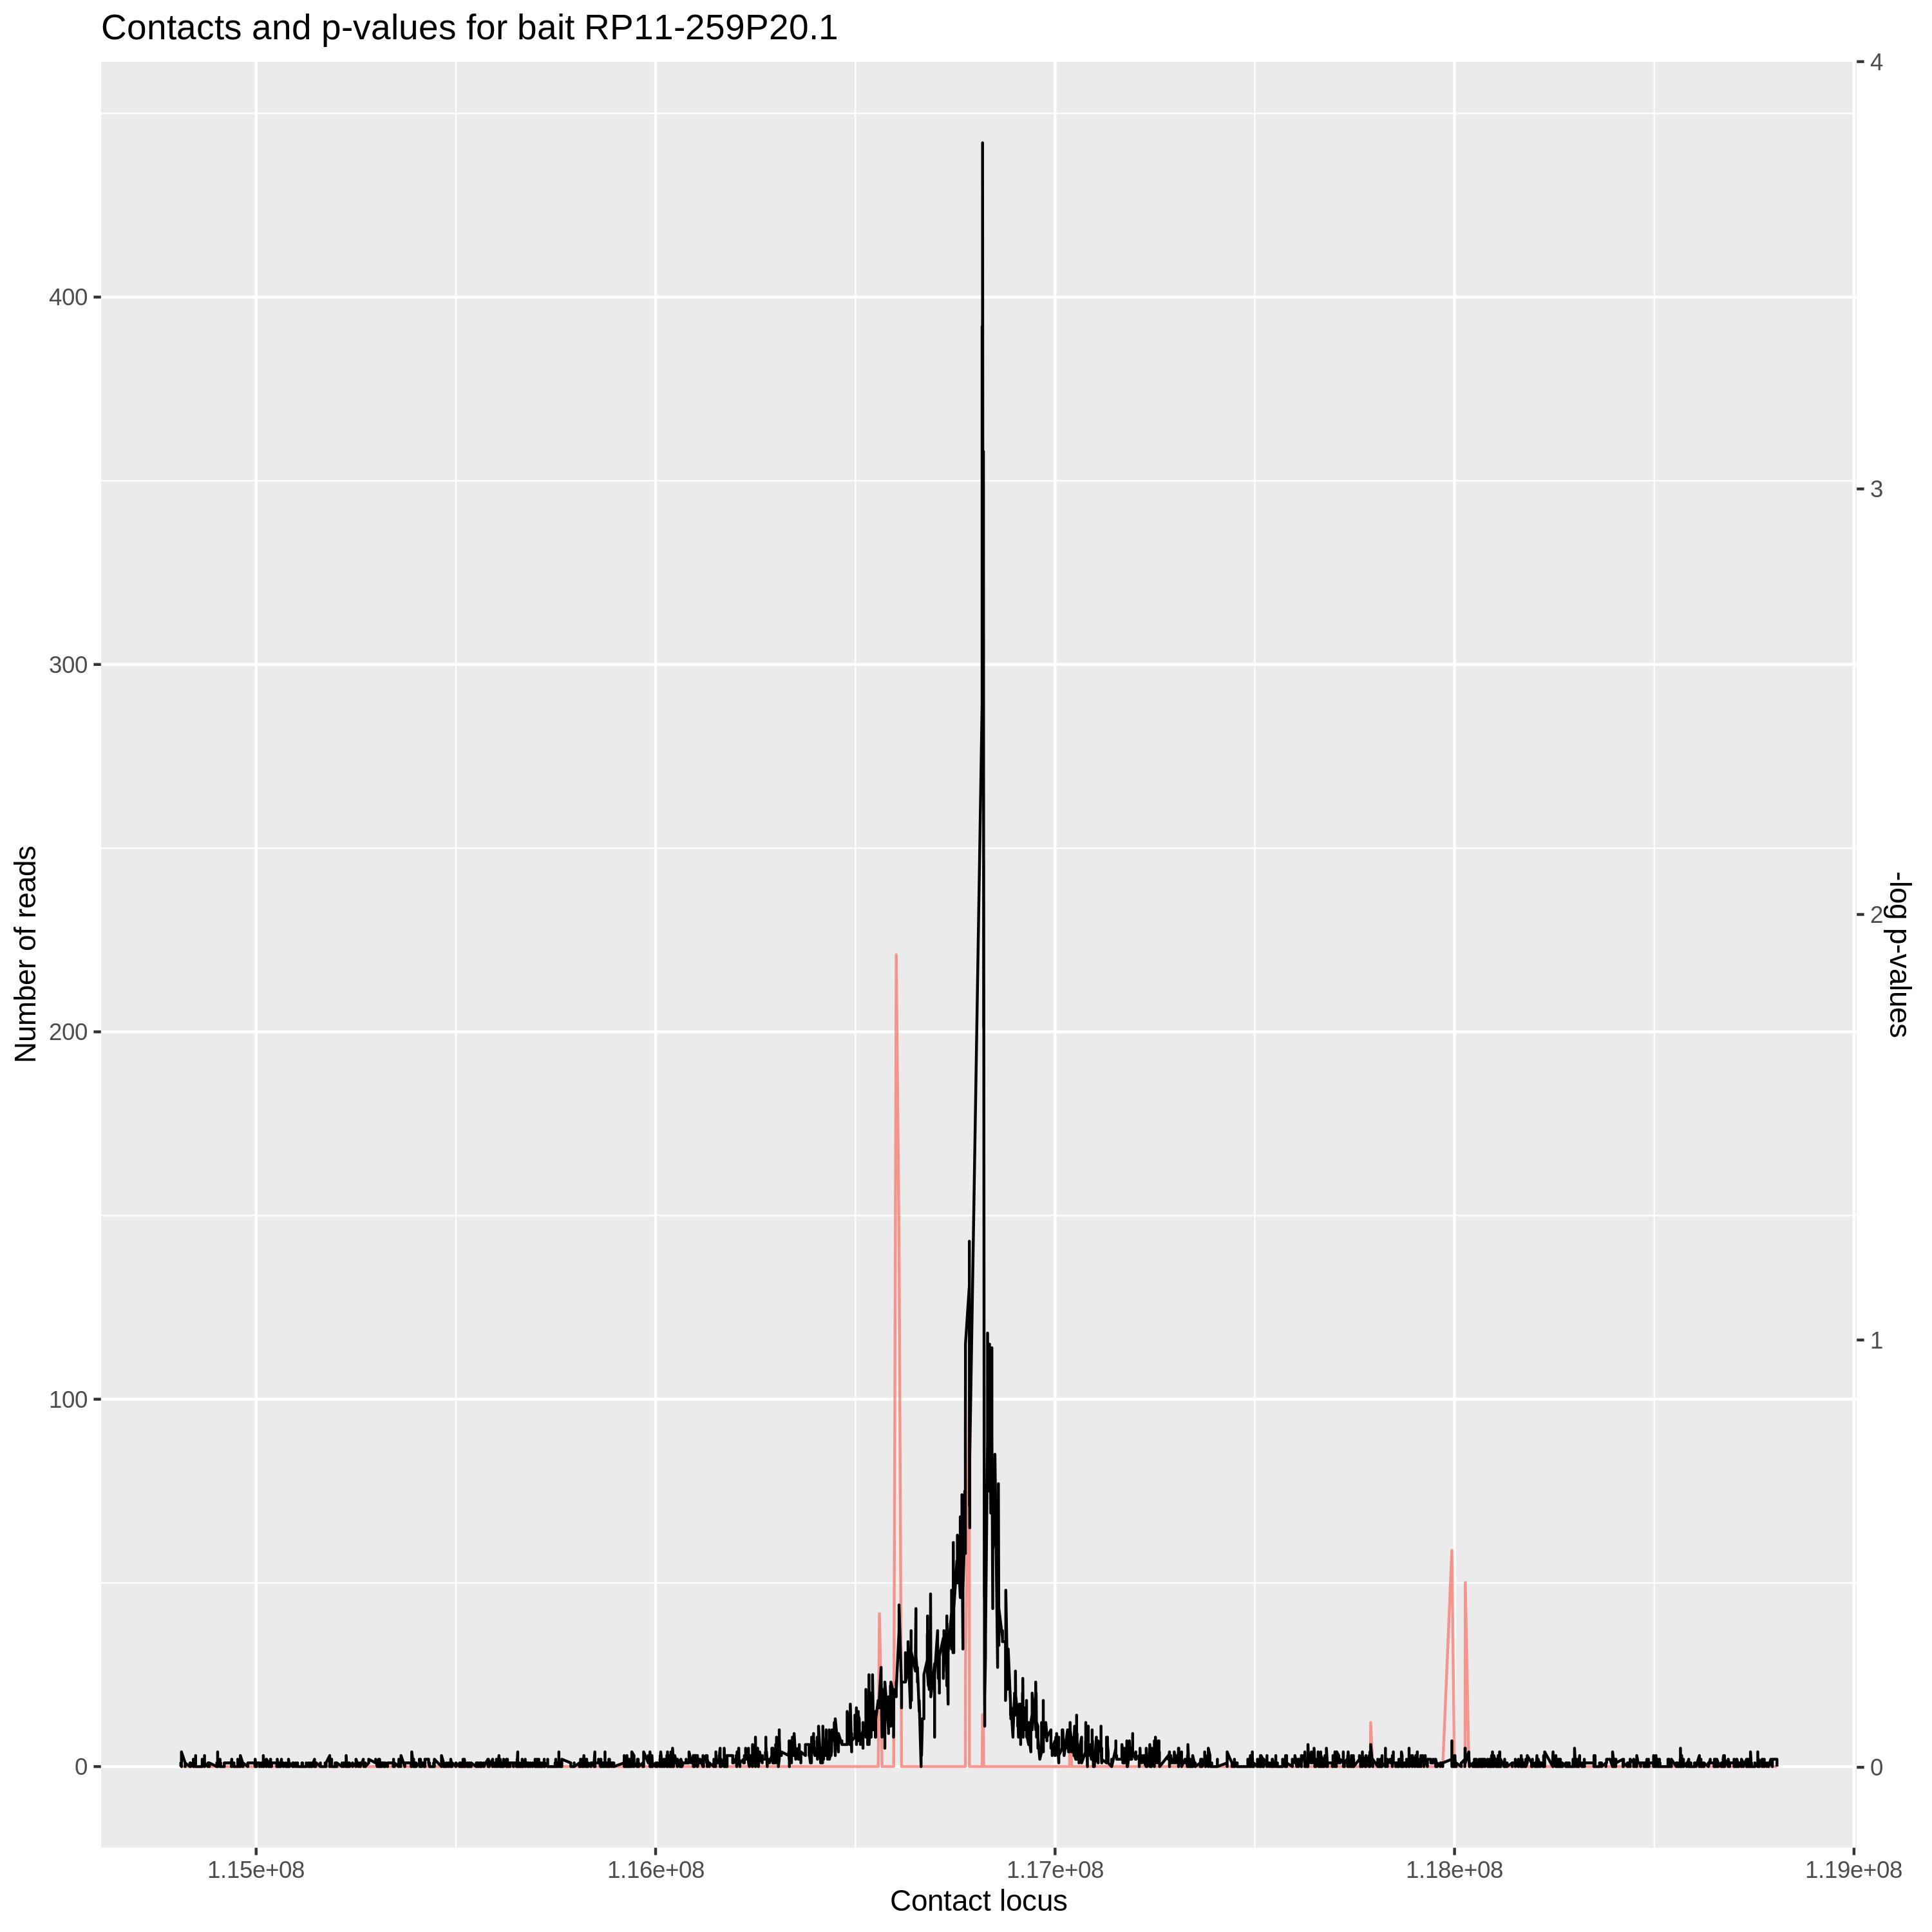 Contacts and p-values for bait RP11-259P20.1
4
400
3
300
2
200
1
100
0
0
Number of reads
-log p-values
1.15e+08 1.16e+08 1.17e+08 1.18e+08 1.19e+08
Contact locus